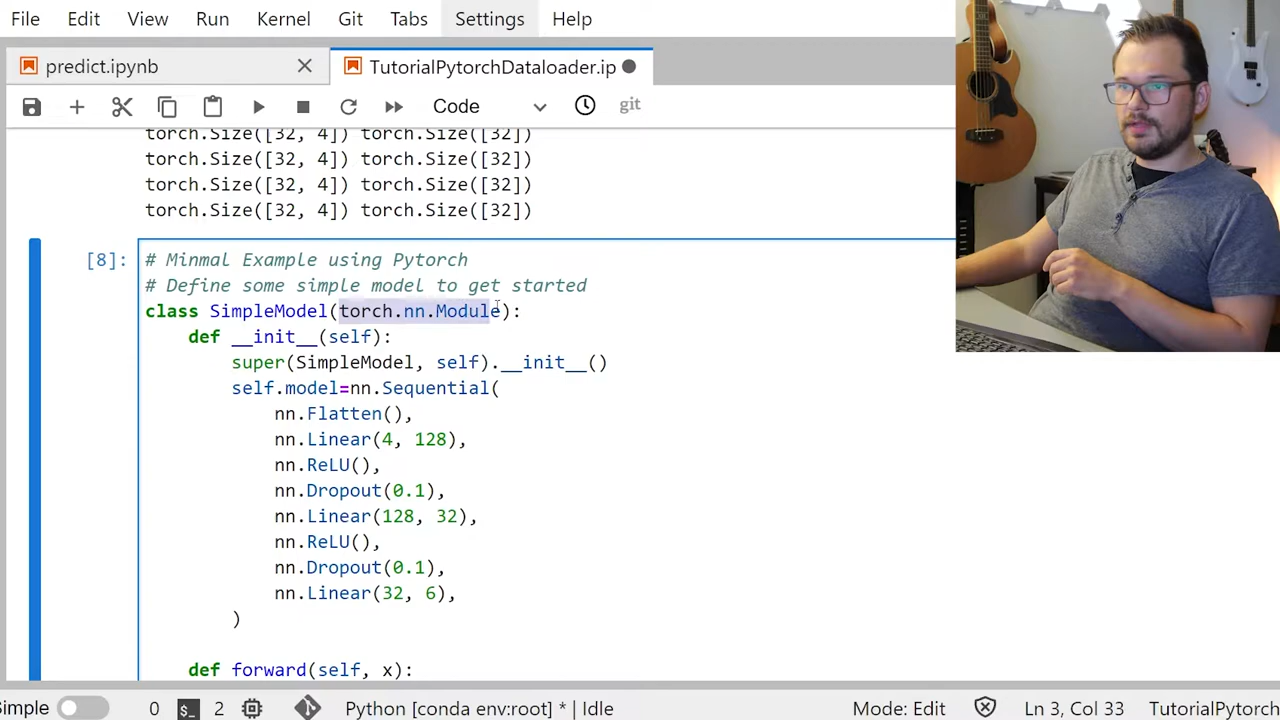 File Edit View Run Kernel Git Tabs Settings Help
predict.ipynb TutorialPytorchDataloader.ip
Code git
torch.Size([32, 4]) torch.Size([32])
torch.Size([32, 4]) torch.Size([32])
torch.Size([32, 4]) torch.Size([32])
torch.Size([32, 4]) torch.Size([32])
[8]: # Minmal Example using Pytorch
# Define some simple model to get started
class SimpleModel(torch.nn.Module):
def __init__(self):
super(SimpleModel, self).__init__()
self.model=nn.Sequential(
nn.Flatten(),
nn.Linear(4, 128),
nn.ReLU(),
nn.Dropout(0.1),
nn.Linear(128, 32),
nn.ReLU(),
nn.Dropout(0.1),
nn.Linear(32, 6),
)
def forward(self, x):
Simple 0 $_ 2 Python [conda env:root] * | Idle Mode: Edit Ln 3, Col 33 TutorialPytorch